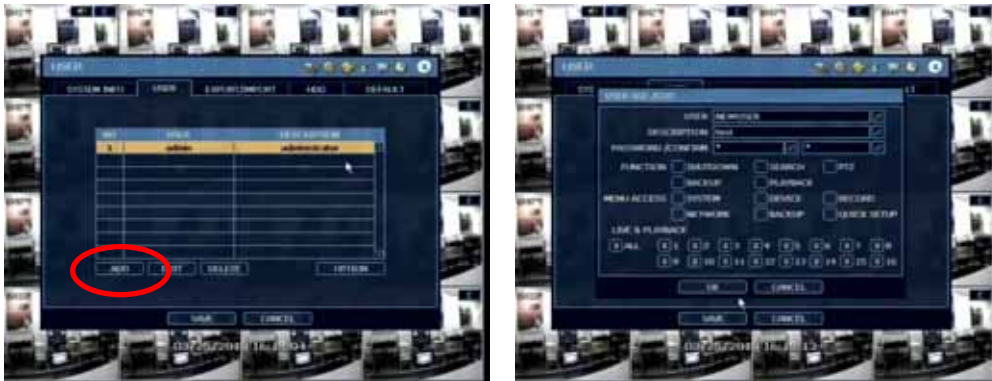 USER
SYSTEM INFO USER EXPORT/IMPORT HDD DEFAULT
NO USER DESCRIPTION
1 admin administrator
ADD EDIT DELETE OPTION
SAVE CANCEL
USER
USER
USER NEWUSER
DESCRIPTION test
PASSWORD /CONFIRM * *
FUNCTION SHUTDOWN SEARCH PTZ
BACKUP PLAYBACK
MENU ACCESS SYSTEM DEVICE RECORD
NETWORK BACKUP QUICK SETUP
LIVE & PLAYBACK
ALL 1 2 3 4 5 6 7 8
9 10 11 12 13 14 15 16
OK CANCEL
SAVE CANCEL